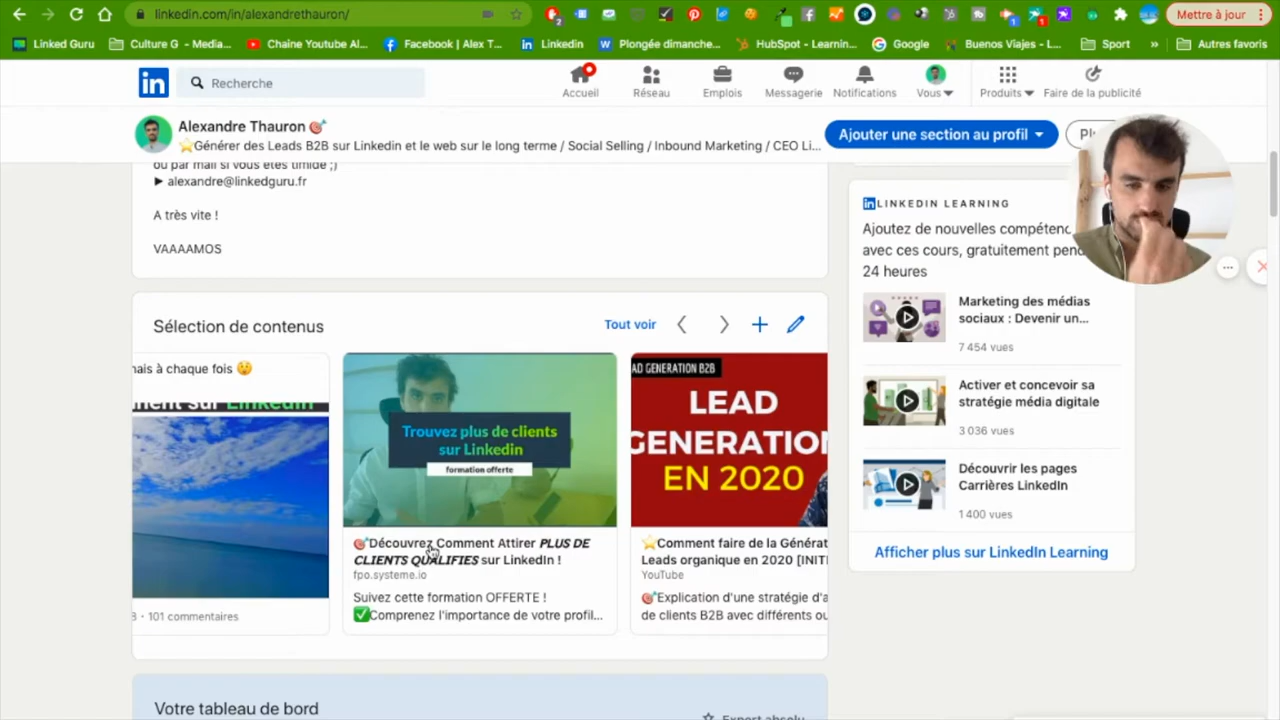 linkedin.com/in/alexandrethauron/
Mettre à jour
Linked Guru
Culture G - Media...
Chaine Youtube Al...
Facebook | Alex T...
Linkedin
Plongée dimanche...
HubSpot - Learnin...
Google
Buenos Viajes - L...
Sport
»
Autres favoris
Recherche
Accueil
Réseau
Emplois
Messagerie
Notifications
Vous
Produits
Faire de la publicité
Alexandre Thauron 🎯
⭐Générer des Leads B2B sur Linkedin et le web sur le long terme / Social Selling / Inbound Marketing / CEO Li...
Ajouter une section au profil
ou par mail si vous êtes timide ;)
► alexandre@linkedguru.fr
A très vite !
VAAAAMOS
LINKEDIN LEARNING
Ajoutez de nouvelles
avec ces cours, gratuitement
24 heures
Marketing des médias
sociaux : Devenir un...
7 454 vues
Activer et concevoir sa
stratégie média digitale
3 036 vues
Découvrir les pages
Carrières LinkedIn
1 400 vues
Afficher plus sur LinkedIn Learning
Sélection de contenus
Tout voir
à chaque fois 😲
sur LinkedIn
101 commentaires
Trouvez plus de clients
sur Linkedin
formation offerte
🎯Découvrez Comment Attirer PLUS DE
CLIENTS QUALIFIES sur LinkedIn !
fpo.systeme.io
Suivez cette formation OFFERTE !
✅Comprenez l'importance de votre profil...
GENERATION B2B
LEAD
GENERATION
EN 2020
⭐Comment faire de la
Leads organique en 2020
YouTube
🎯Explication d'une stratégie
de clients B2B avec différents
Votre tableau de bord
Expert absolu